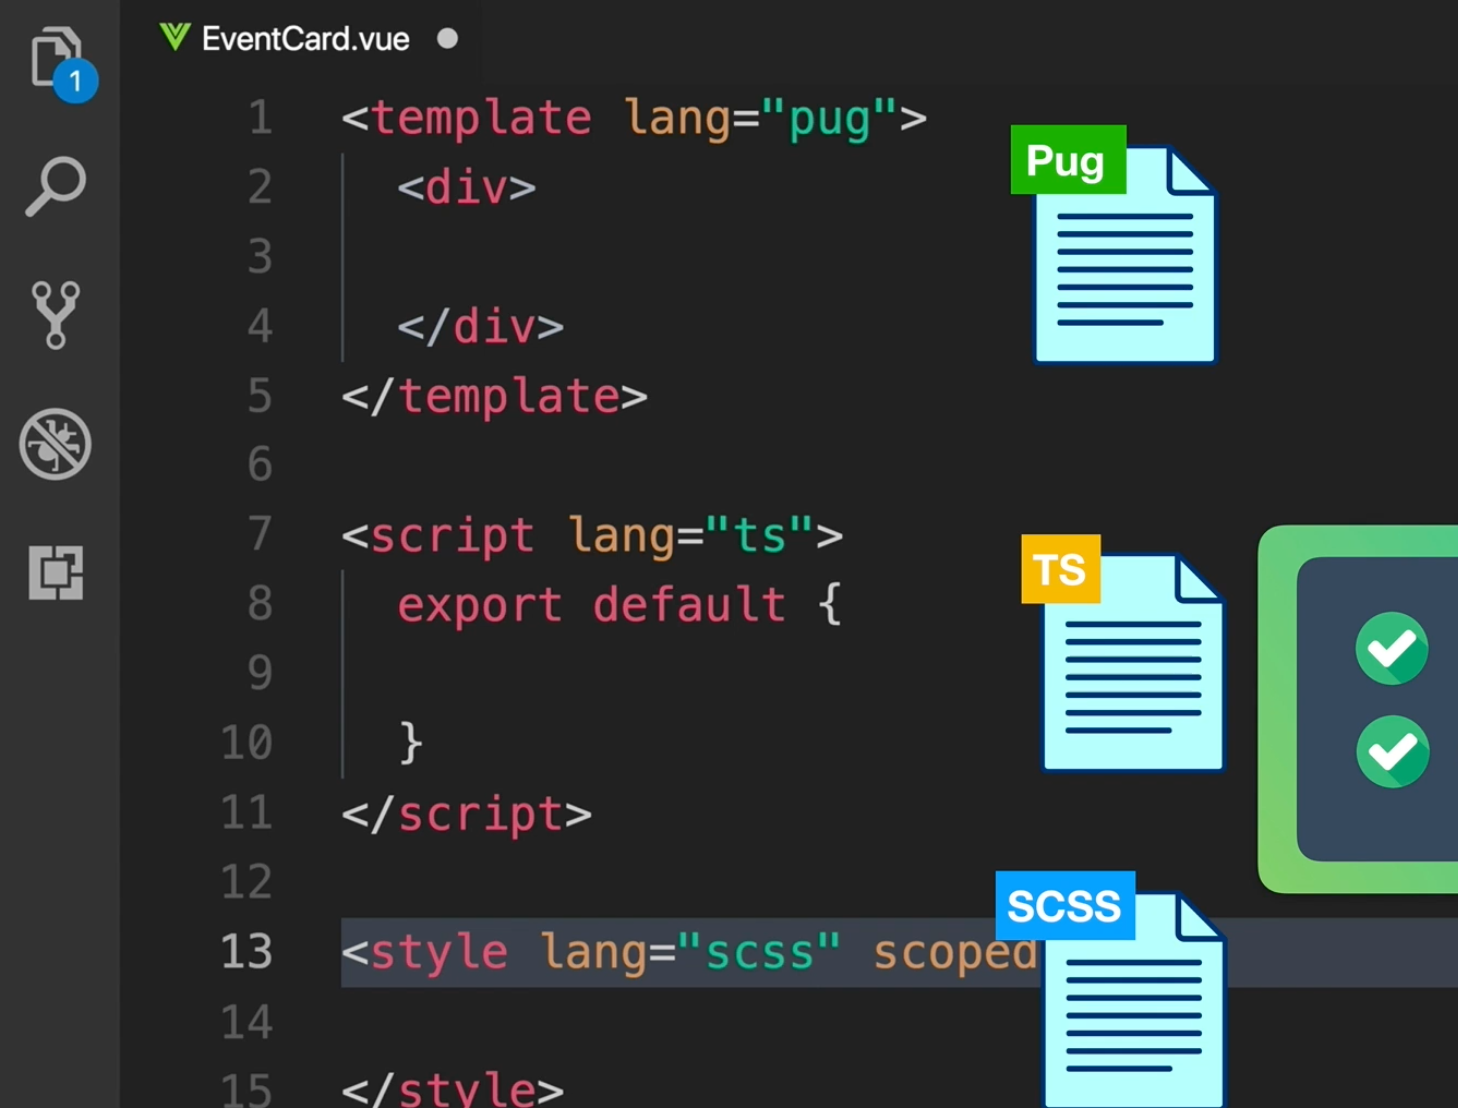 EventCard.vue
1
1 <template lang="pug">
2 <div>
3
4 </div>
5 </template>
6
7 <script lang="ts">
8 export default {
9
10 }
11 </script>
12
13 <style lang="scss" scoped
14
15 </style>
Pug
TS
SCSS